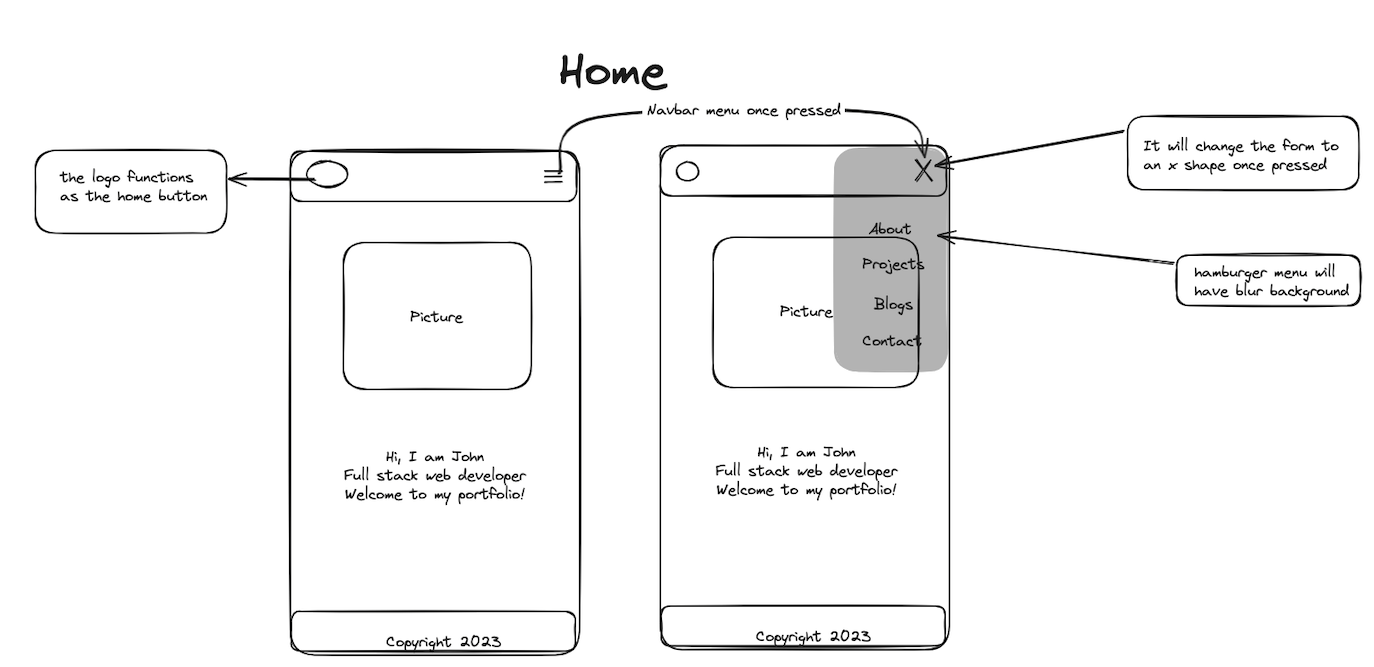 Home
Navbar menu once pressed
the logo functions
as the home button
It will change the form to
an x shape once pressed
hamburger menu will
have blur background
Picture
Hi, I am John
Full stack web developer
Welcome to my portfolio!
Copyright 2023
X
About
Projects
Blogs
Contact
Picture
Hi, I am John
Full stack web developer
Welcome to my portfolio!
Copyright 2023